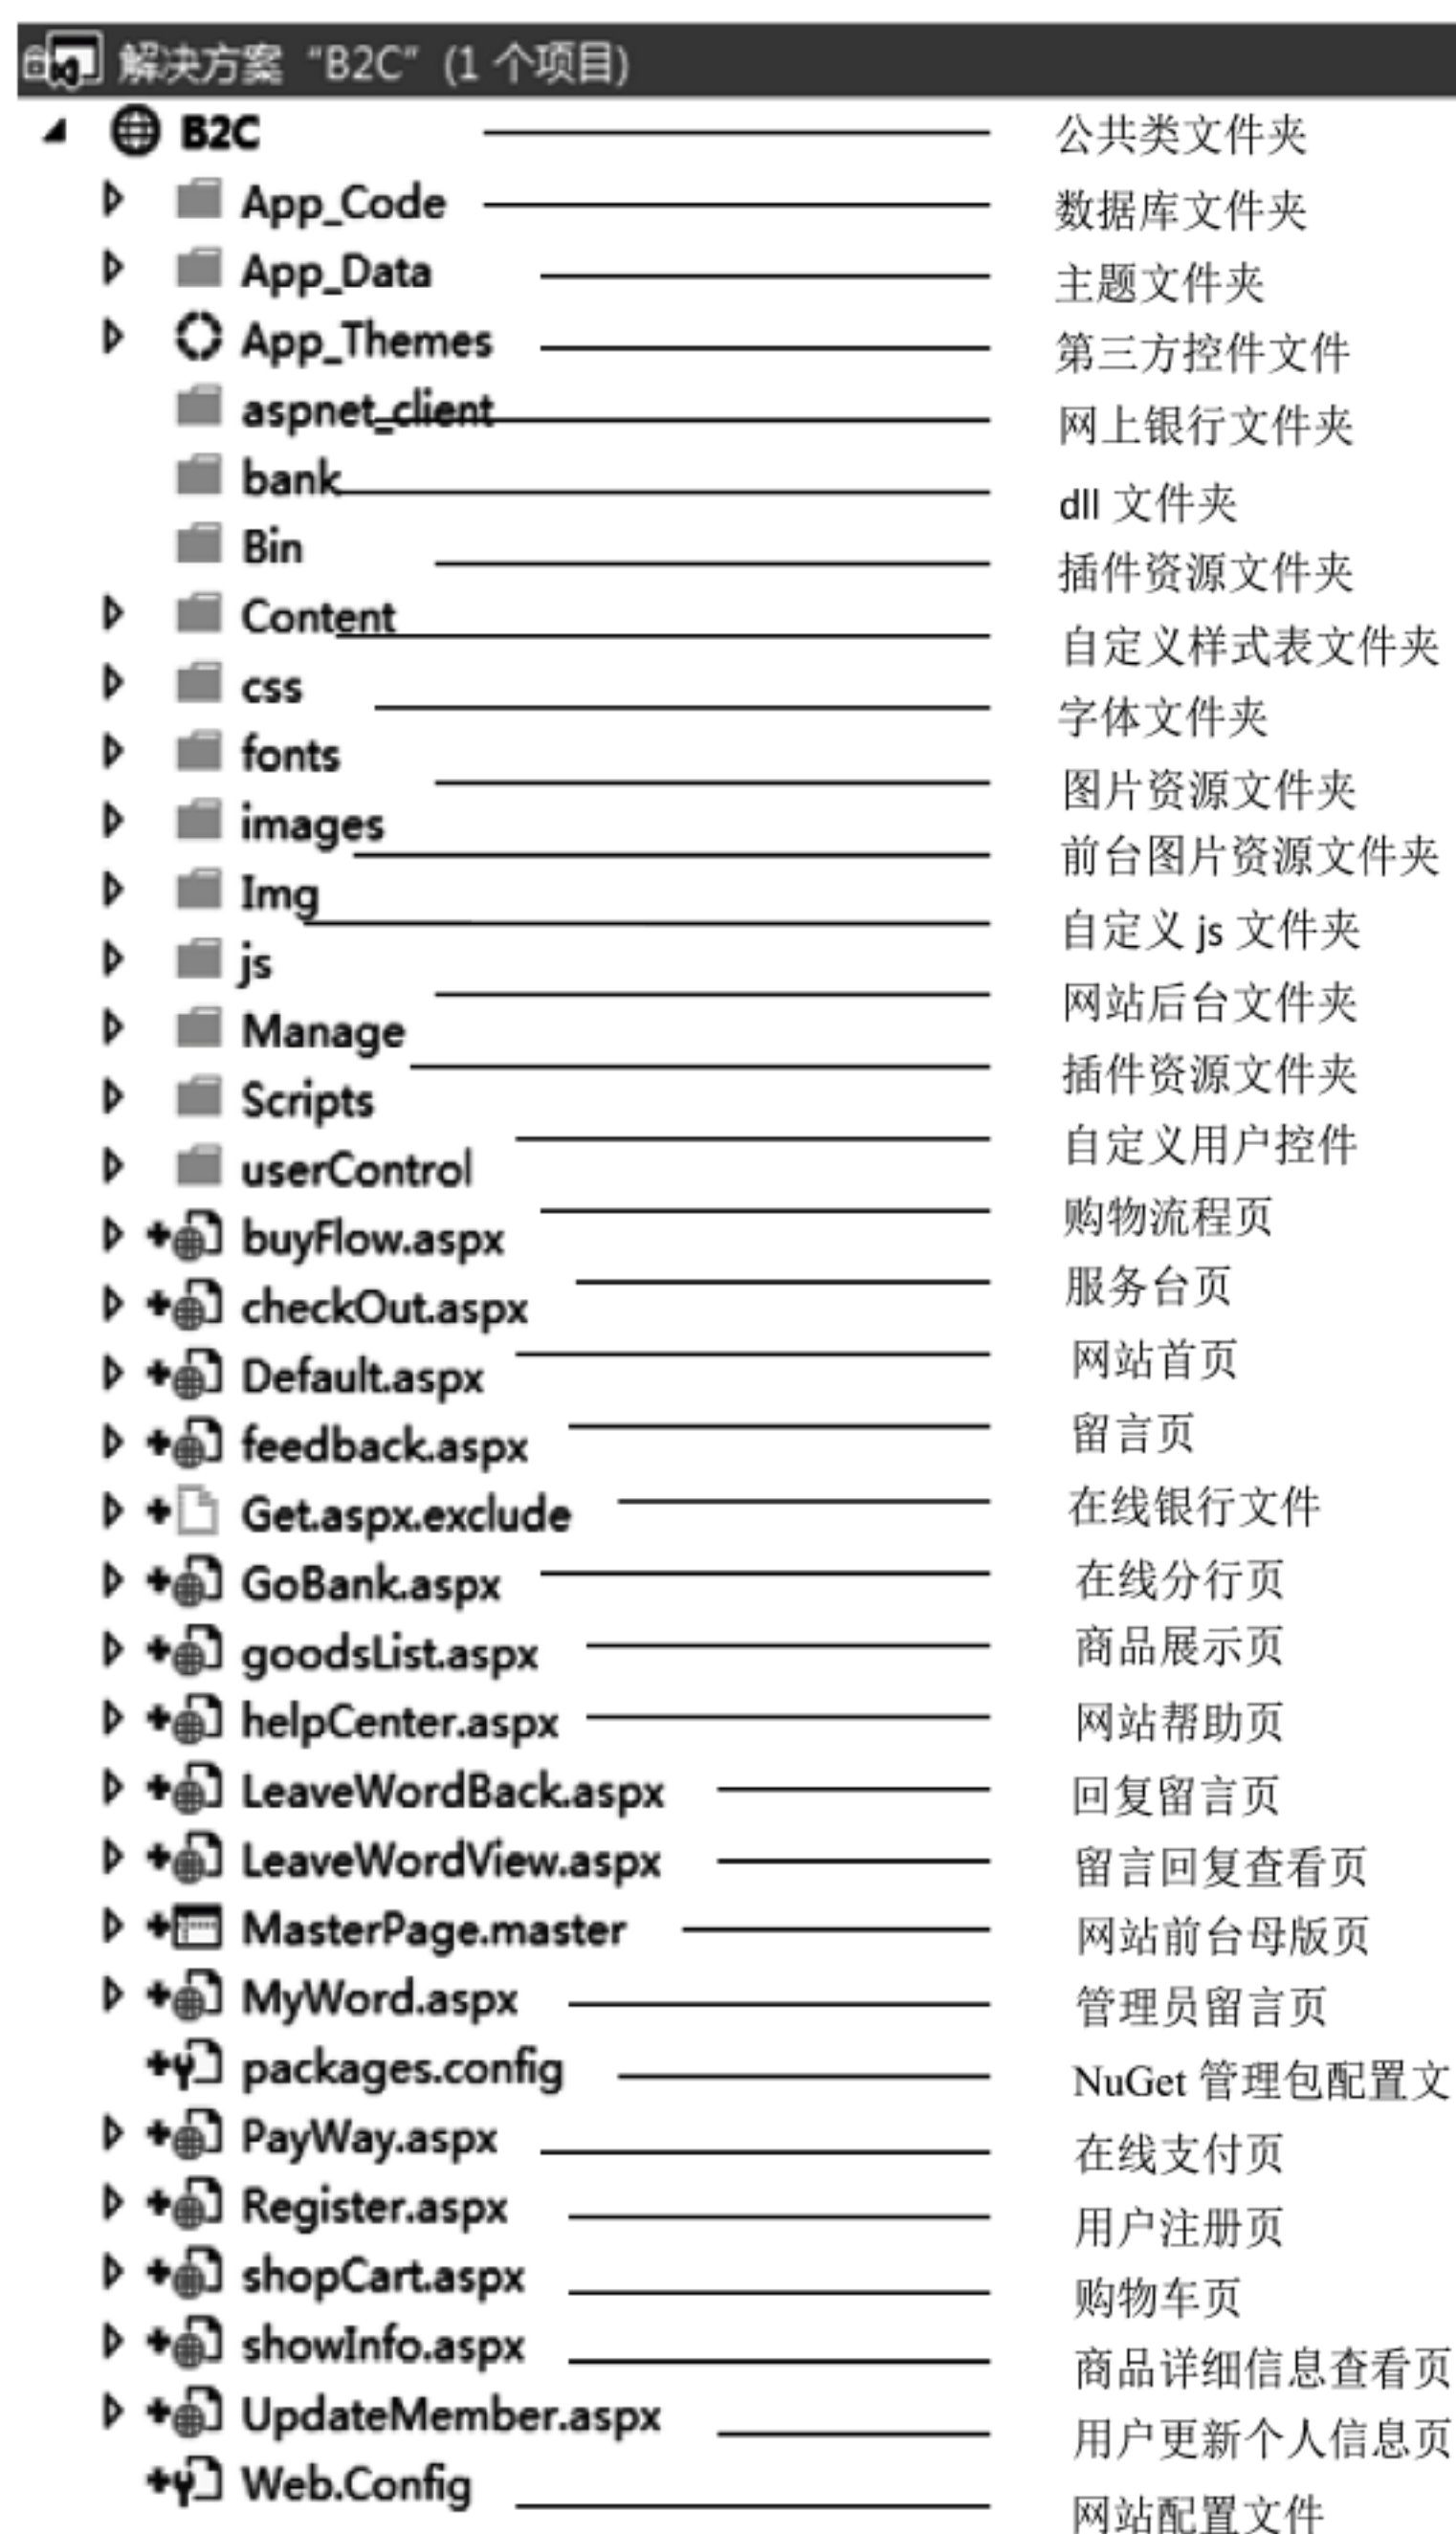 解决方案 “B2C” (1 个项目)
B2C 公共类文件夹
App_Code 数据库文件夹
App_Data 主题文件夹
App_Themes 第三方控件文件
aspnet_client 网上银行文件夹
bank dll 文件夹
Bin 插件资源文件夹
Content 自定义样式表文件夹
css 字体文件夹
fonts 图片资源文件夹
images 前台图片资源文件夹
Img 自定义 js 文件夹
js 网站后台文件夹
Manage 插件资源文件夹
Scripts 自定义用户控件
userControl 购物流程页
buyFlow.aspx 服务台页
checkOut.aspx 网站首页
Default.aspx 留言页
feedback.aspx 在线银行文件
Get.aspx.exclude 在线分行页
GoBank.aspx 商品展示页
goodsList.aspx 网站帮助页
helpCenter.aspx 回复留言页
LeaveWordBack.aspx 留言回复查看页
LeaveWordView.aspx 网站前台母版页
MasterPage.master 管理员留言页
MyWord.aspx NuGet 管理包配置文
packages.config 在线支付页
PayWay.aspx 用户注册页
Register.aspx 购物车页
shopCart.aspx 商品详细信息查看页
showInfo.aspx 用户更新个人信息页
UpdateMember.aspx 网站配置文件
Web.Config